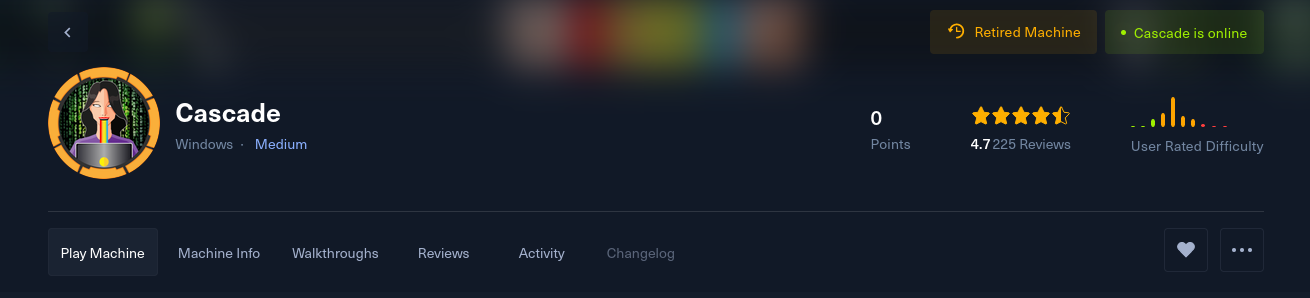 Retired Machine
Cascade is online
Cascade
Windows · Medium
0
Points
4.7 225 Reviews
User Rated Difficulty
Play Machine
Machine Info
Walkthroughs
Reviews
Activity
Changelog